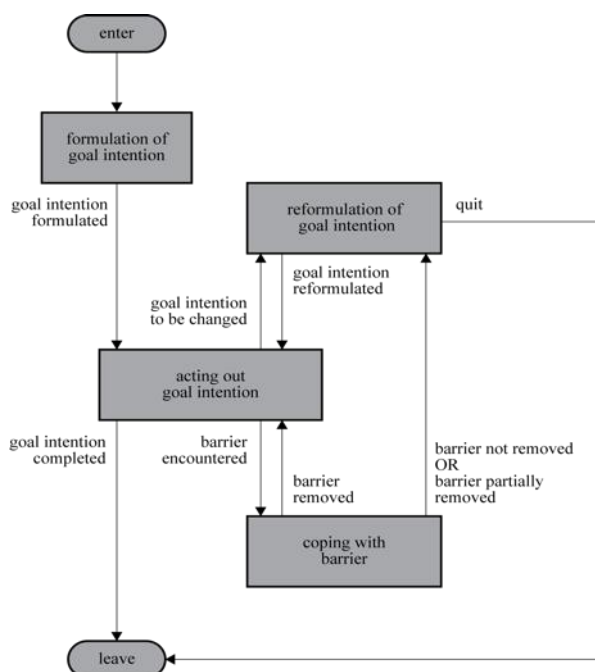 enter
formulation of
goal intention
goal intention
formulated
reformulation of
goal intention
quit
goal intention
to be changed
goal intention
reformulated
acting out
goal intention
goal intention
completed
barrier
encountered
barrier
removed
barrier not removed
OR
barrier partially
removed
coping with
barrier
leave